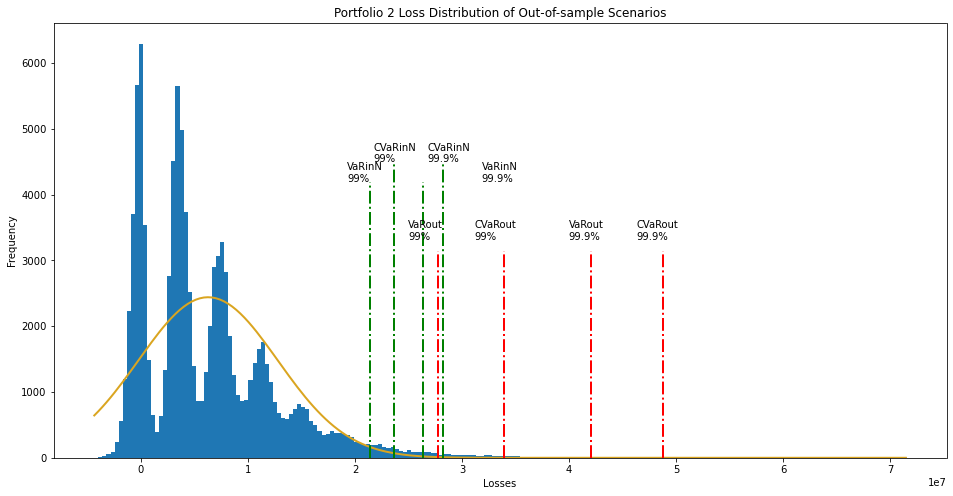 Portfolio 2 Loss Distribution of Out-of-sample Scenarios
6000
5000
4000
3000
2000
1000
0
Frequency
CVaRinN
99%
CVaRinN
99.9%
VaRinN
99%
VaRinN
99.9%
VaRout
99%
CVaRout
99%
VaRout
99.9%
CVaRout
99.9%
0
1
2
3
4
5
6
7
1e7
Losses